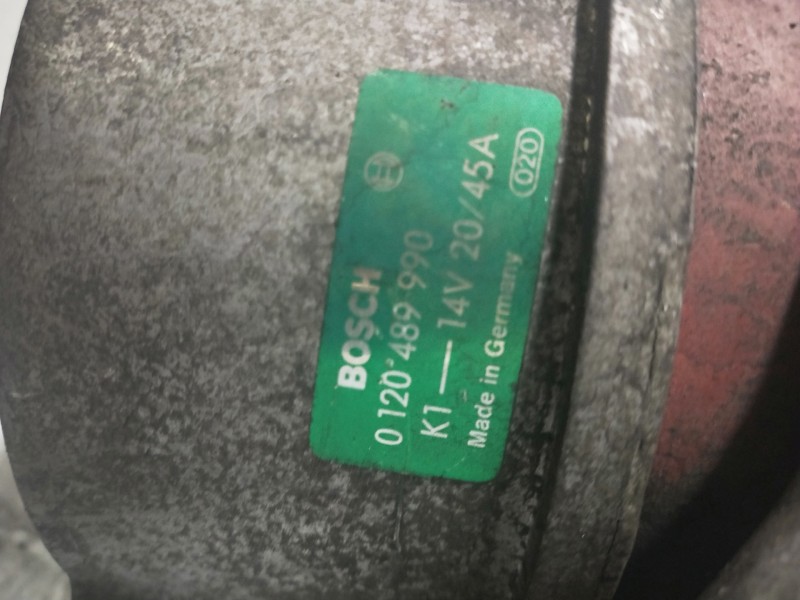 BOSCH
0 120 489 990
K1 — 14V 20/45A
Made in Germany 020